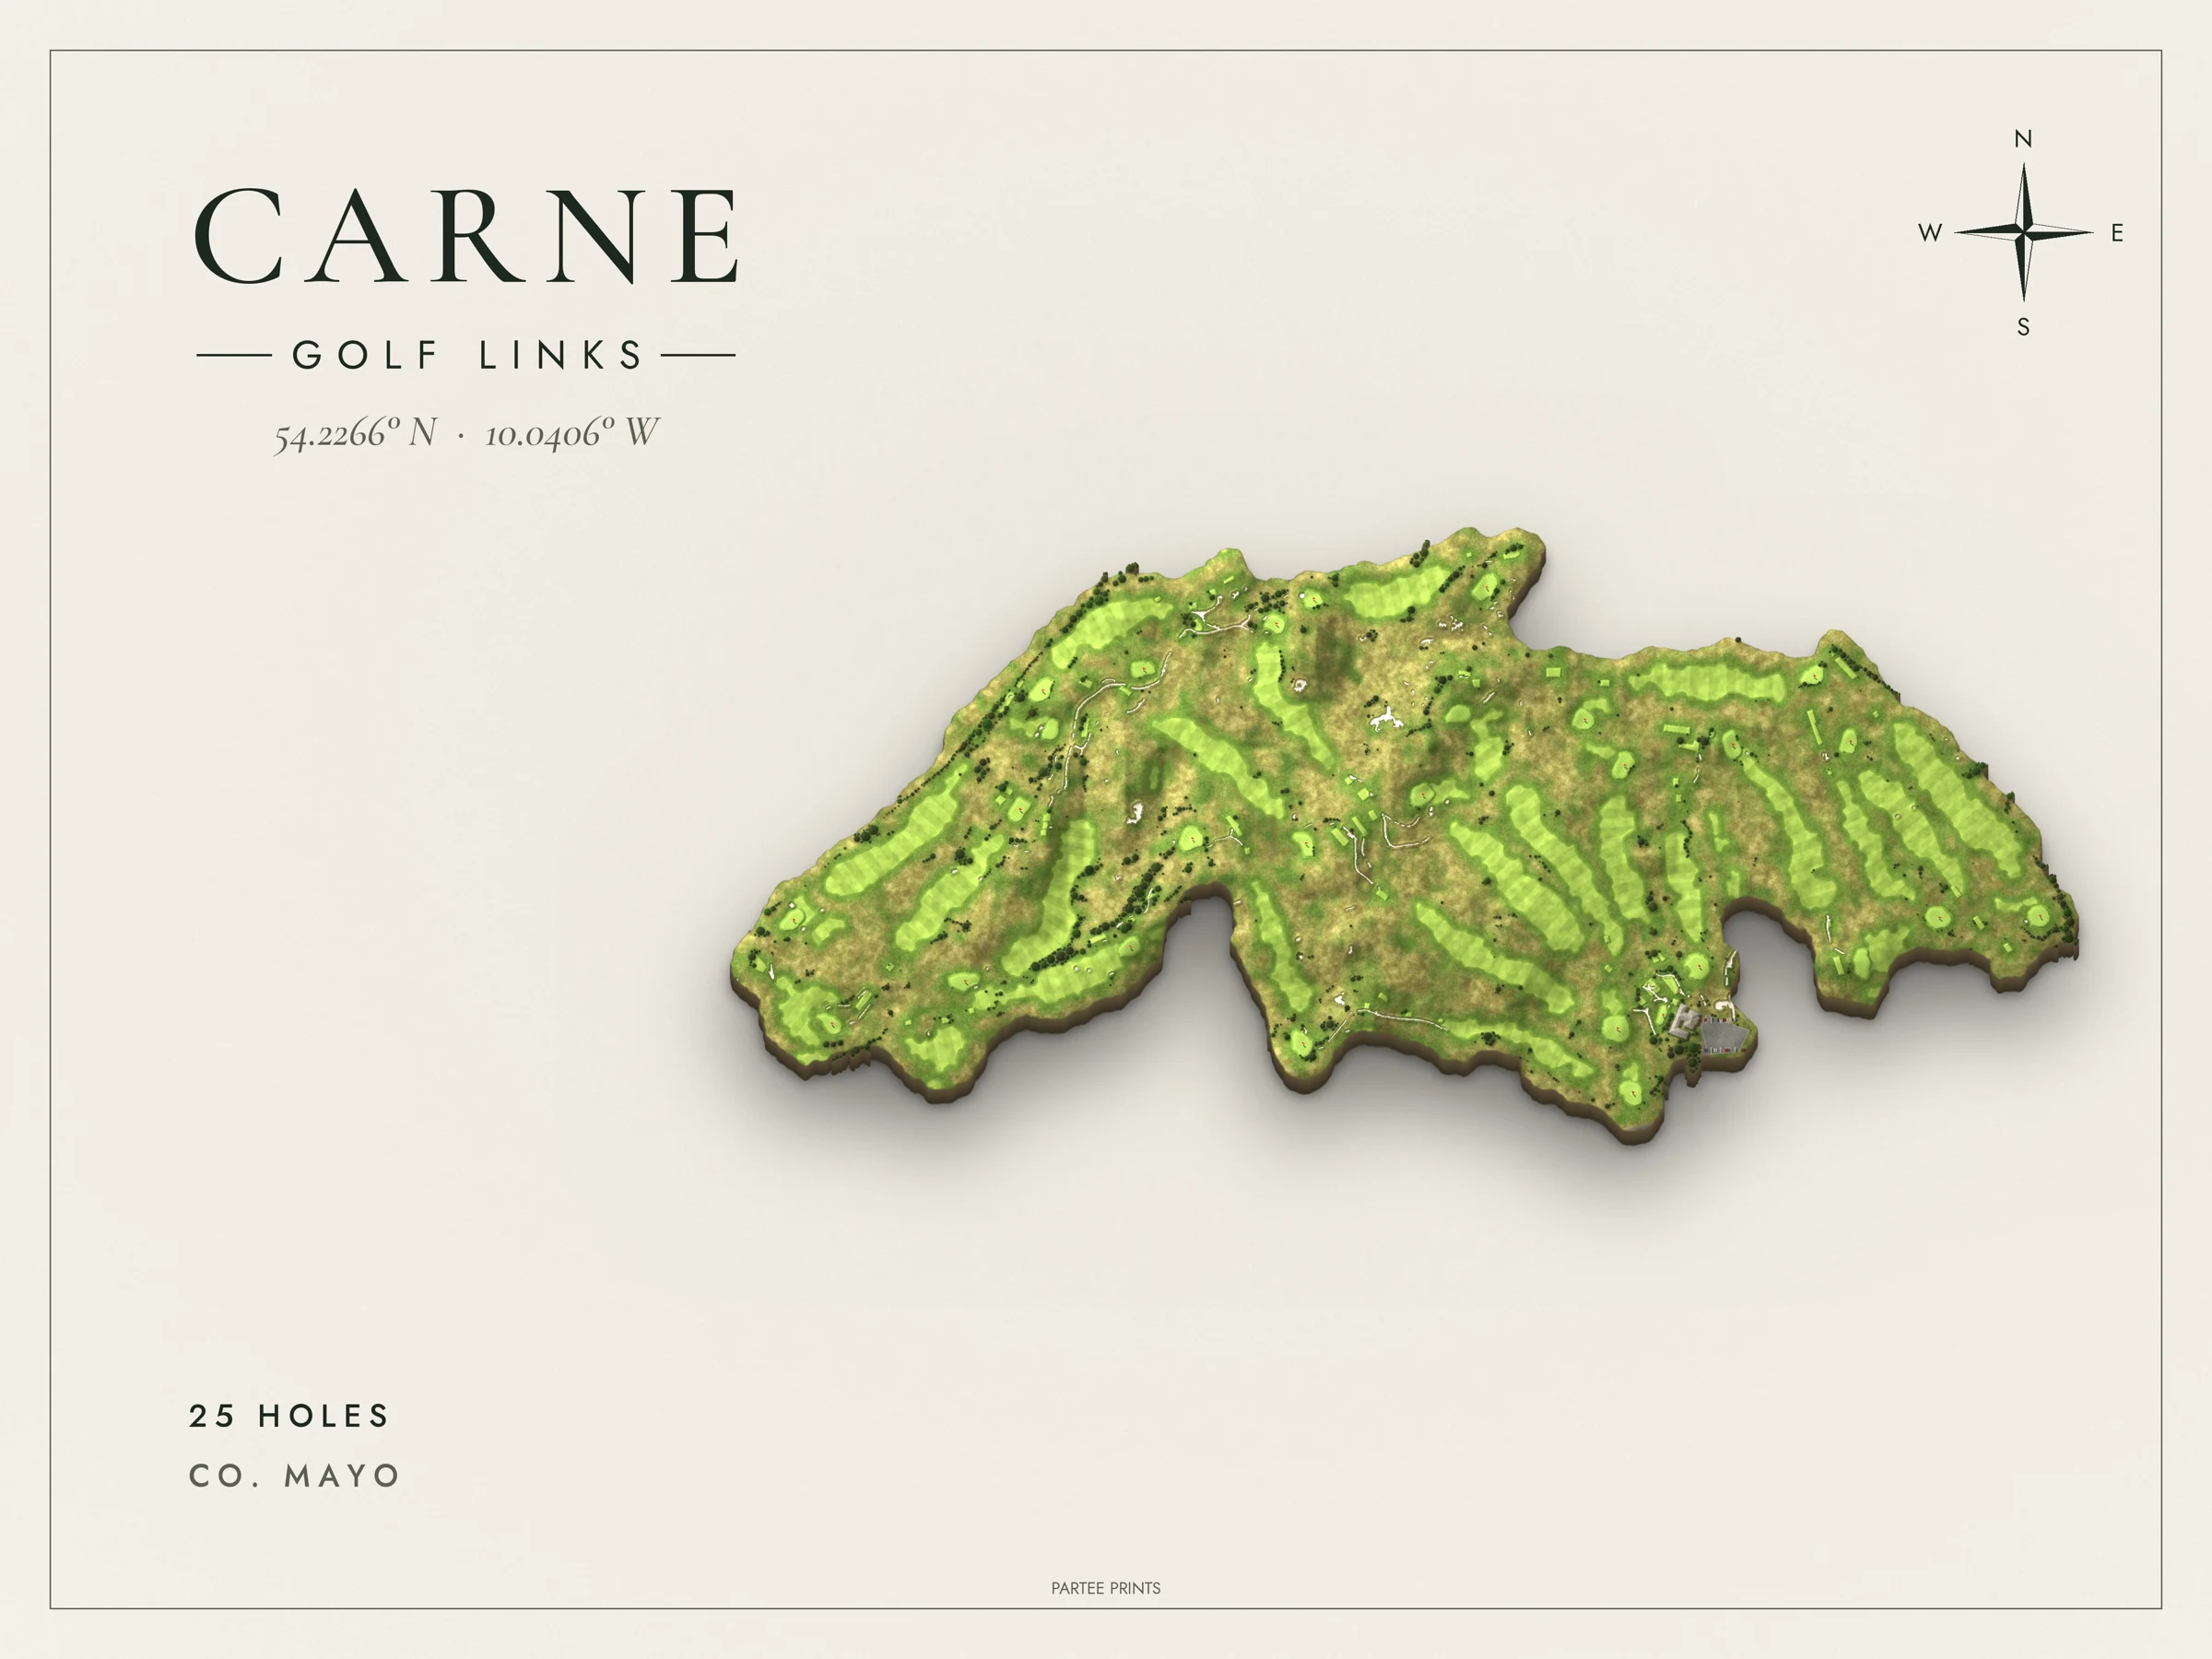 CARNE
GOLF LINKS
54.2266° N · 10.0406° W
N
W E
S
25 HOLES
CO. MAYO
PARTEE PRINTS